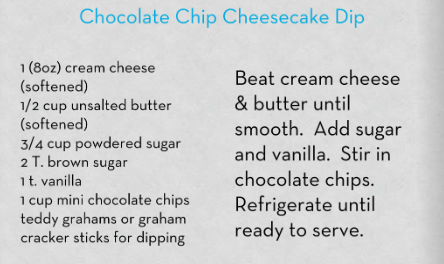 Chocolate Chip Cheesecake Dip
1 (8oz) cream cheese
(softened)
1/2 cup unsalted butter
(softened)
3/4 cup powdered sugar
2 T. brown sugar
1 t. vanilla
1 cup mini chocolate chips
teddy grahams or graham
cracker sticks for dipping
Beat cream cheese
& butter until
smooth.  Add sugar
and vanilla.  Stir in
chocolate chips.
Refrigerate until
ready to serve.